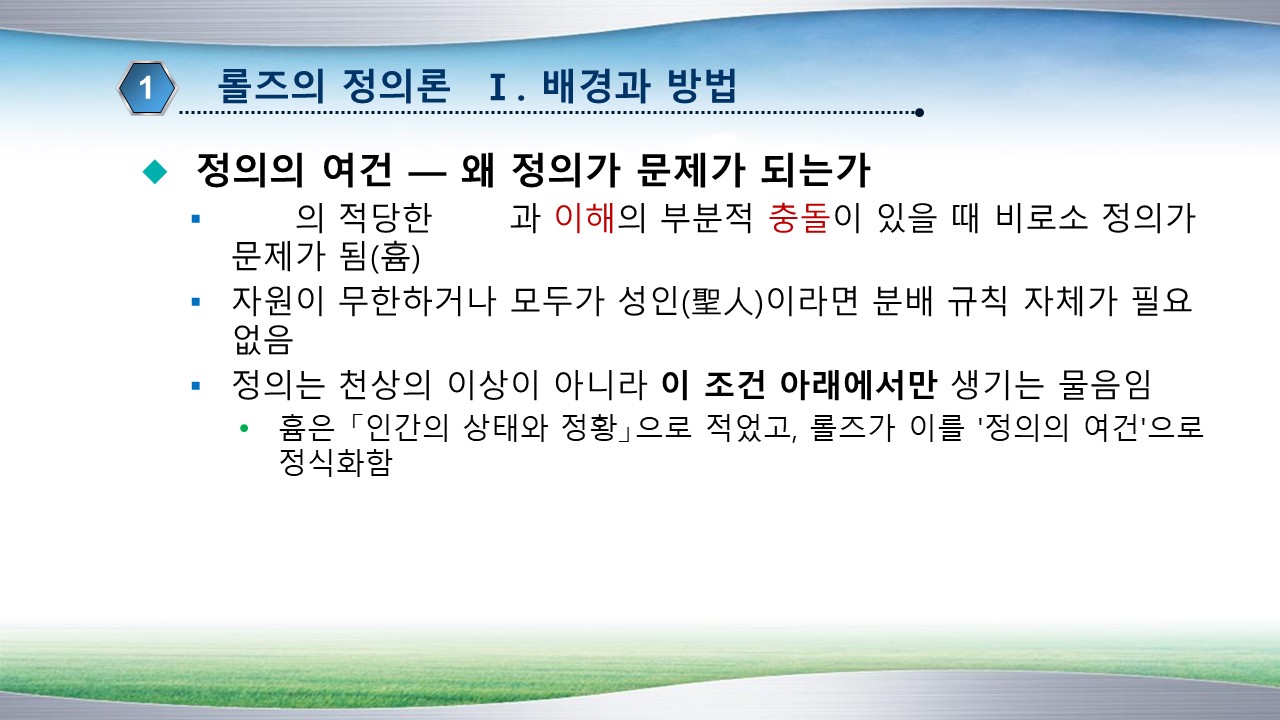 1
롤즈의 정의론 Ⅰ. 배경과 방법
정의의 여건 — 왜 정의가 문제가 되는가
의 적당한 과 이해의 부분적 충돌이 있을 때 비로소 정의가
문제가 됨(흄)
자원이 무한하거나 모두가 성인(聖人)이라면 분배 규칙 자체가 필요
없음
정의는 천상의 이상이 아니라 이 조건 아래에서만 생기는 물음임
흄은 「인간의 상태와 정황」으로 적었고, 롤즈가 이를 '정의의 여건'으로
정식화함